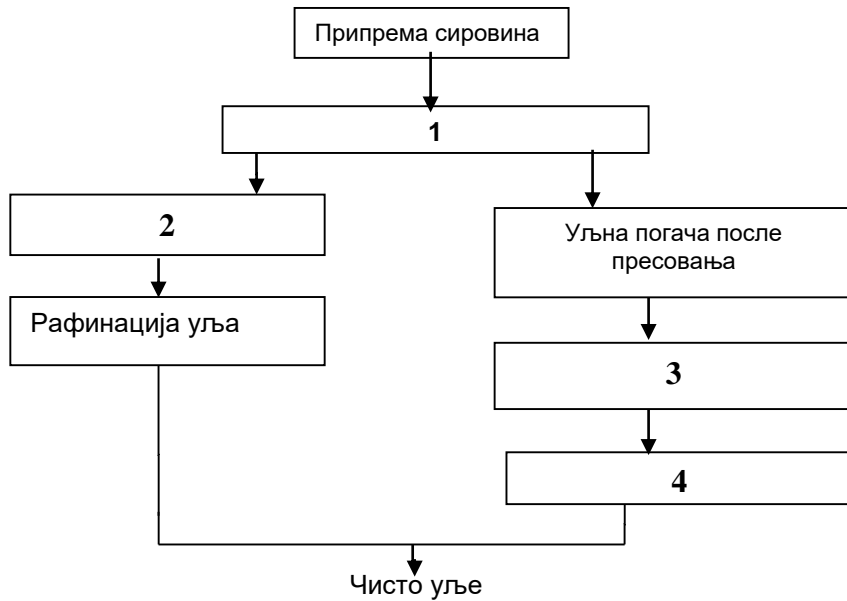 Припрема сировина
1
2
Уљна погача после
пресовања
Рафинација уља
3
4
Чисто уље